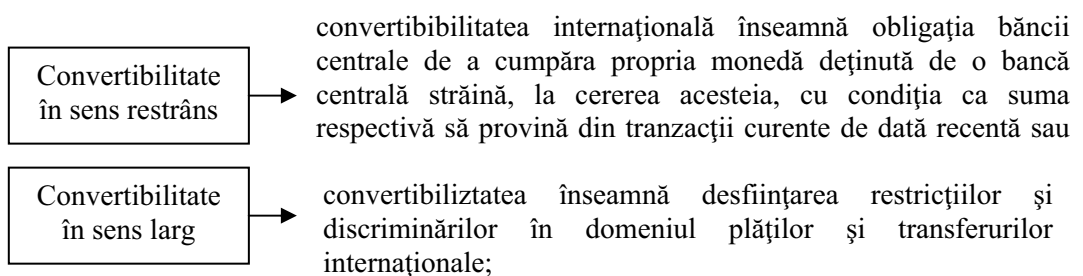 Convertibilitate
în sens restrâns
convertibibilitatea internaţională înseamnă obligaţia băncii
centrale de a cumpăra propria monedă deţinută de o bancă
centrală străină, la cererea acesteia, cu condiţia ca suma
respectivă să provină din tranzacţii curente de dată recentă sau
Convertibilitate
în sens larg
convertibiliztatea înseamnă desfiinţarea restricţiilor şi
discriminărilor în domeniul plăţilor şi transferurilor
internaţionale;